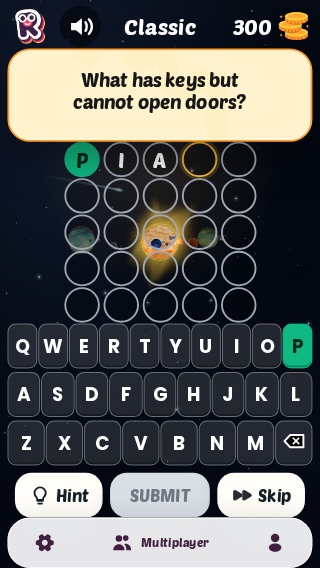 Classic
300
What has keys but
cannot open doors?
P I A
Q W E R T Y U I O P
A S D F G H J K L
Z X C V B N M
Hint
SUBMIT
Skip
Multiplayer